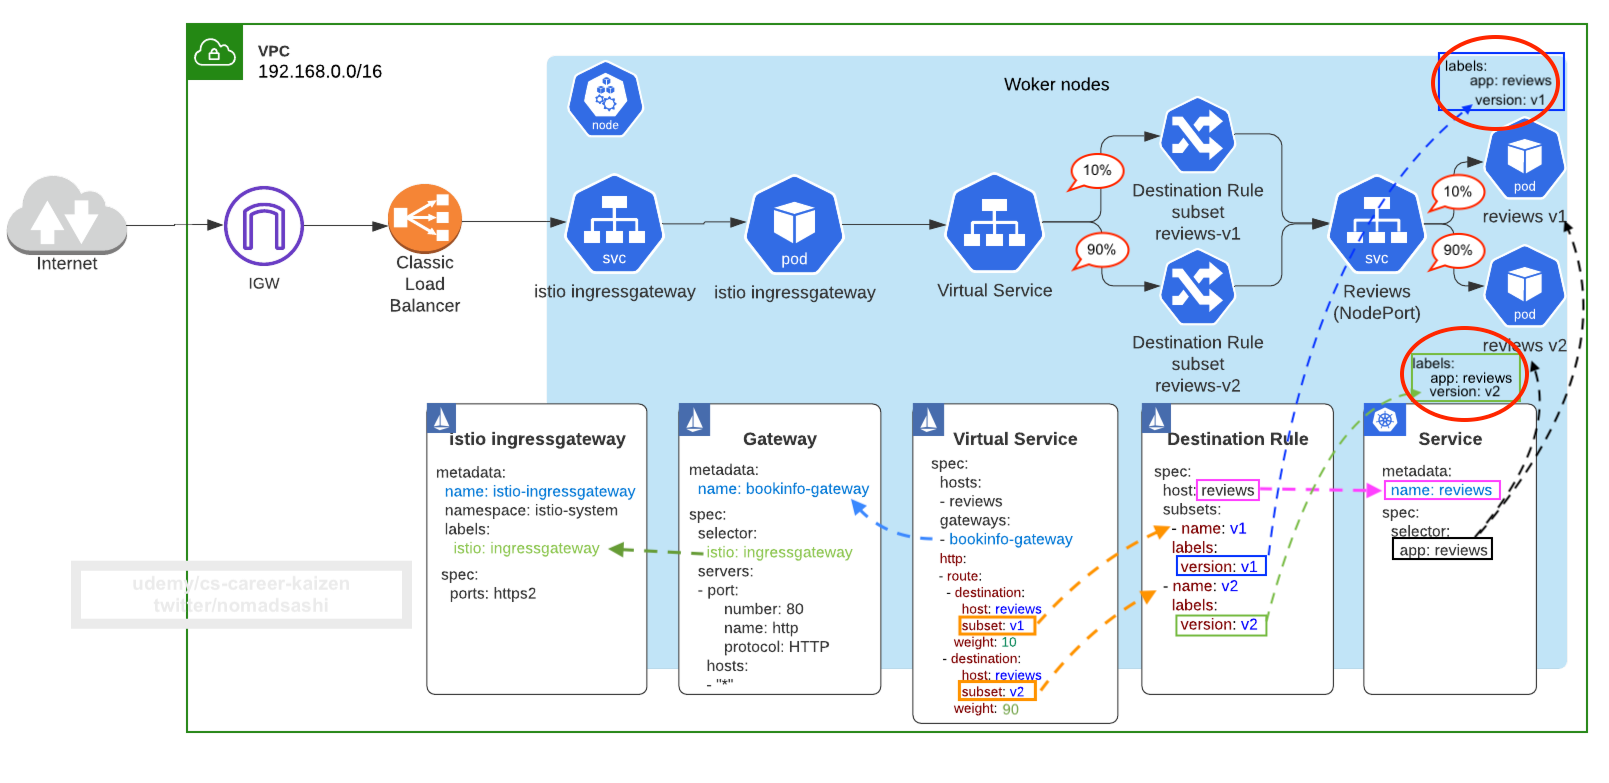 VPC
192.168.0.0/16
Woker nodes
node
labels:
app: reviews
version: v1
Internet
IGW
Classic
Load
Balancer
svc
istio ingressgateway
pod
istio ingressgateway
Virtual Service
10%
90%
Destination Rule
subset
reviews-v1
Destination Rule
subset
reviews-v2
svc
Reviews
(NodePort)
10%
90%
pod
reviews v1
pod
reviews v2
labels:
app: reviews
version: v2
istio ingressgateway
metadata:
name: istio-ingressgateway
namespace: istio-system
labels:
istio: ingressgateway
spec:
ports: https2
Gateway
metadata:
name: bookinfo-gateway
spec:
selector:
istio: ingressgateway
servers:
- port:
number: 80
name: http
protocol: HTTP
hosts:
- "*"
Virtual Service
spec:
hosts:
- reviews
gateways:
- bookinfo-gateway
http:
- route:
- destination:
host: reviews
subset: v1
weight: 10
- destination:
host: reviews
subset: v2
weight: 90
Destination Rule
spec:
host: reviews
subsets:
- name: v1
labels:
version: v1
- name: v2
labels:
version: v2
Service
metadata:
name: reviews
spec:
selector:
app: reviews
udemy/cs-career-kaizen
twitter/nomadsashi